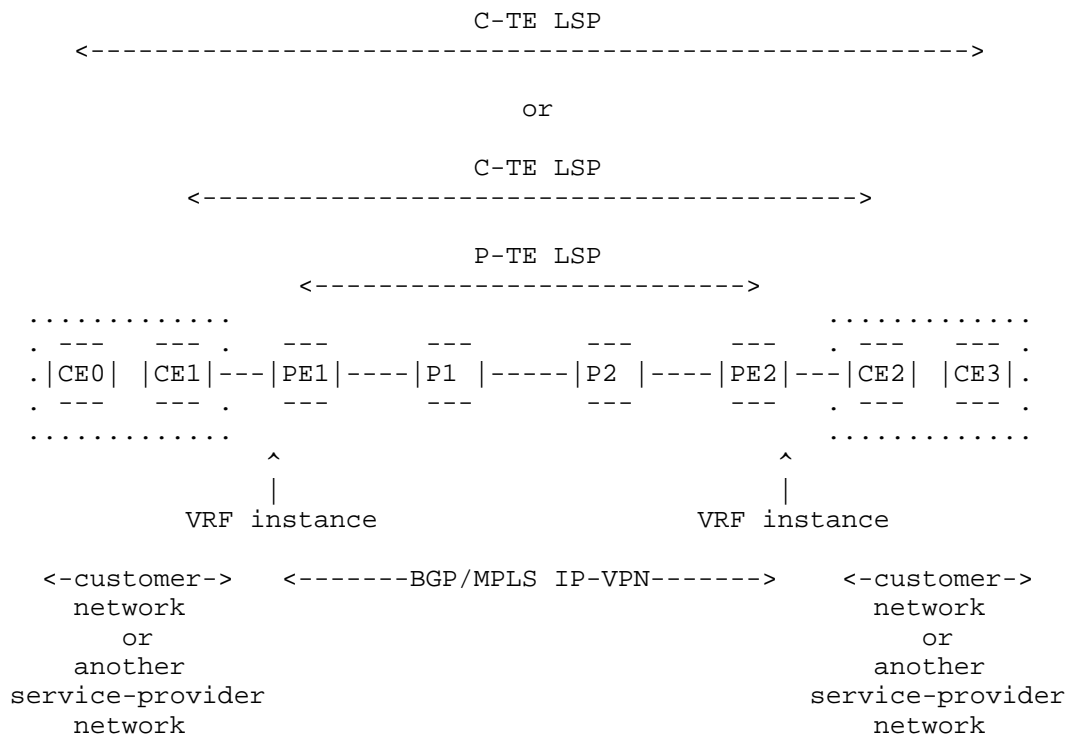 C-TE LSP
    <------------------------------------------------------->

                             or

                          C-TE LSP
           <----------------------------------------->

                          P-TE LSP
                  <--------------------------->
 .............                                     .............
 . ---   --- .   ---      ---       ---      ---   . ---   --- .
 .|CE0| |CE1|---|PE1|----|P1 |-----|P2 |----|PE2|---|CE2| |CE3|.
 . ---   --- .   ---      ---       ---      ---   . ---   --- .
 .............                                     .............
                ^                               ^
                |                               |
           VRF instance                    VRF instance

  <-customer->   <-------BGP/MPLS IP-VPN------->    <-customer->
    network                                           network
       or                                                or
    another                                           another
service-provider                                  service-provider
    network                                           network